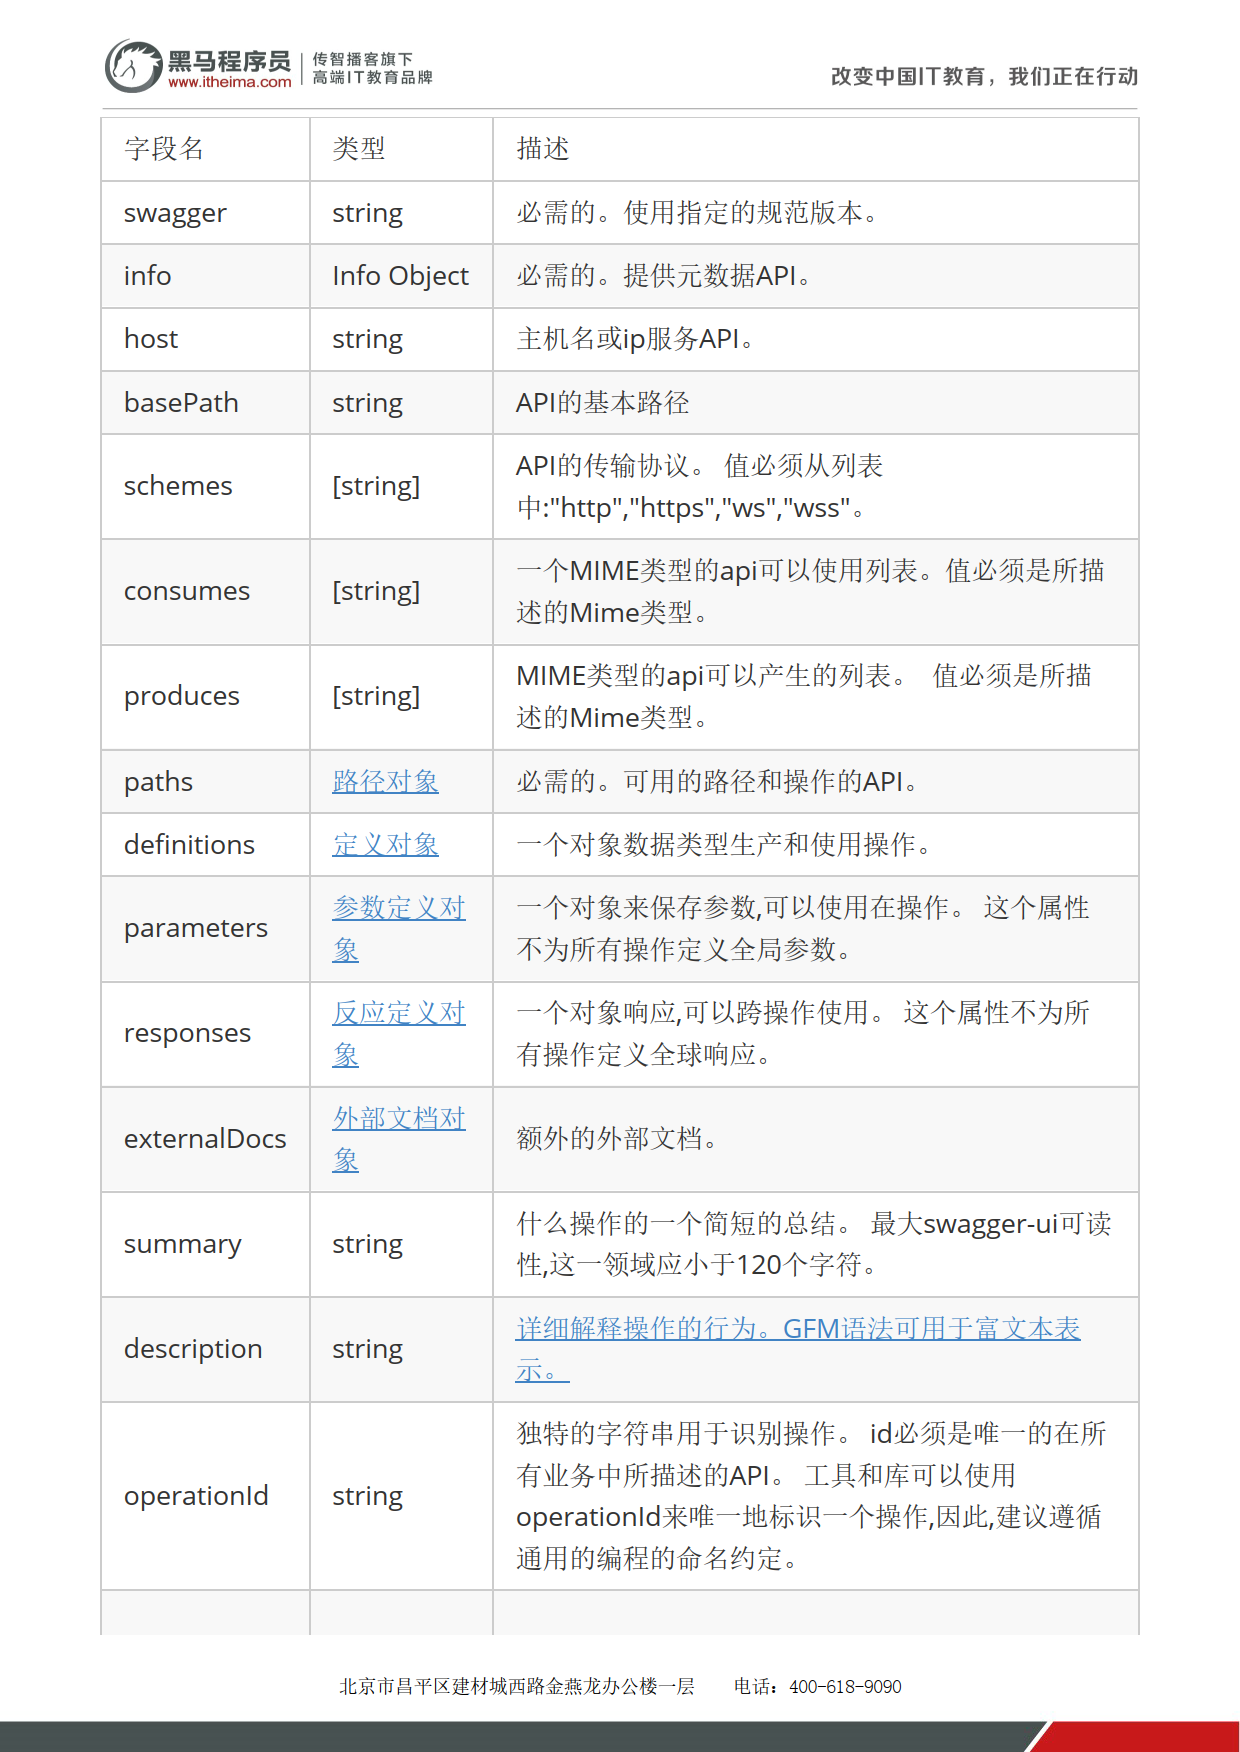 黑马程序员
www.itheima.com
传智播客旗下
高端IT教育品牌
改变中国IT教育，我们正在行动
字段名 类型 描述
swagger string 必需的。使用指定的规范版本。
info Info Object 必需的。提供元数据API。
host string 主机名或ip服务API。
basePath string API的基本路径
schemes [string] API的传输协议。 值必须从列表
中:"http","https","ws","wss"。
consumes [string] 一个MIME类型的api可以使用列表。值必须是所描
述的Mime类型。
produces [string] MIME类型的api可以产生的列表。 值必须是所描
述的Mime类型。
paths 路径对象 必需的。可用的路径和操作的API。
definitions 定义对象 一个对象数据类型生产和使用操作。
parameters 参数定义对
象
一个对象来保存参数,可以使用在操作。 这个属性
不为所有操作定义全局参数。
responses 反应定义对
象
一个对象响应,可以跨操作使用。 这个属性不为所
有操作定义全球响应。
externalDocs 外部文档对
象
额外的外部文档。
summary string 什么操作的一个简短的总结。 最大swagger-ui可读
性,这一领域应小于120个字符。
description string 详细解释操作的行为。GFM语法可用于富文本表
示。
operationId string 独特的字符串用于识别操作。 id必须是唯一的在所
有业务中所描述的API。 工具和库可以使用
operationId来唯一地标识一个操作,因此,建议遵循
通用的编程的命名约定。
北京市昌平区建材城西路金燕龙办公楼一层 电话：400-618-9090